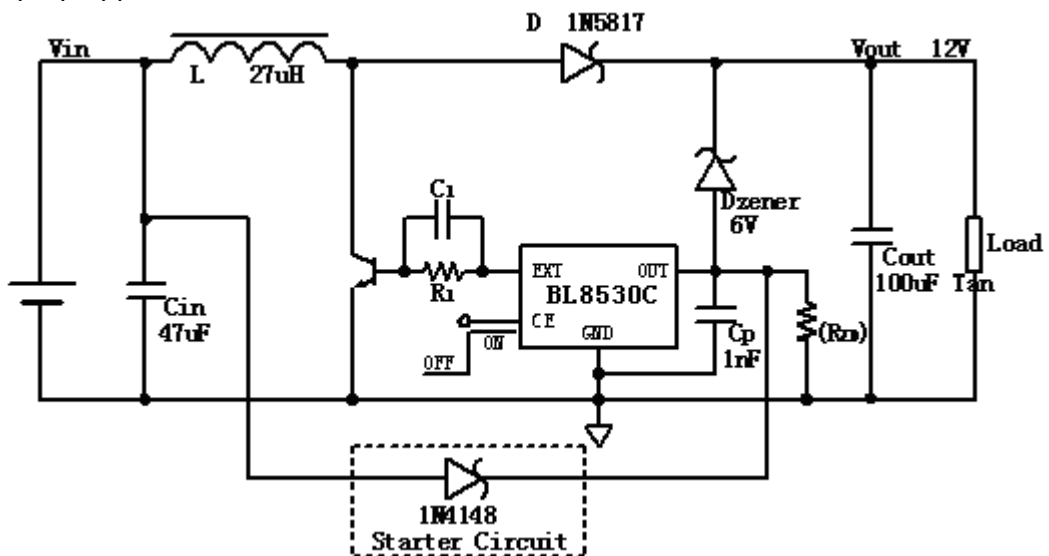 D 1N5817
Vin
Vout 12V
L 27uH
C1
Dzener
6V
EXT OUT
BL8530C
R1
CE
GND
Cp
1nF
(RZD)
Cout
100uF Tan
Load
Cin
47uF
ON
OFF
1N4148
Starter Circuit